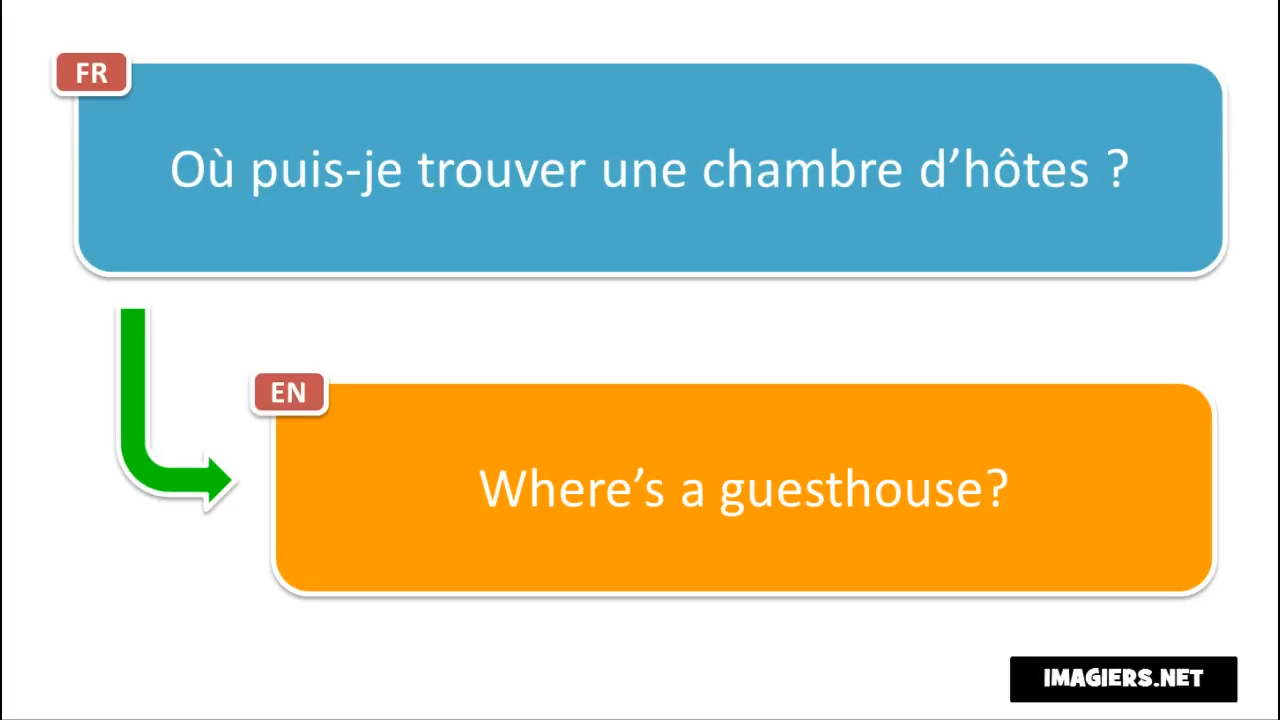 FR
Où puis-je trouver une chambre d’hôtes ?
EN
Where’s a guesthouse?
IMAGIERS.NET